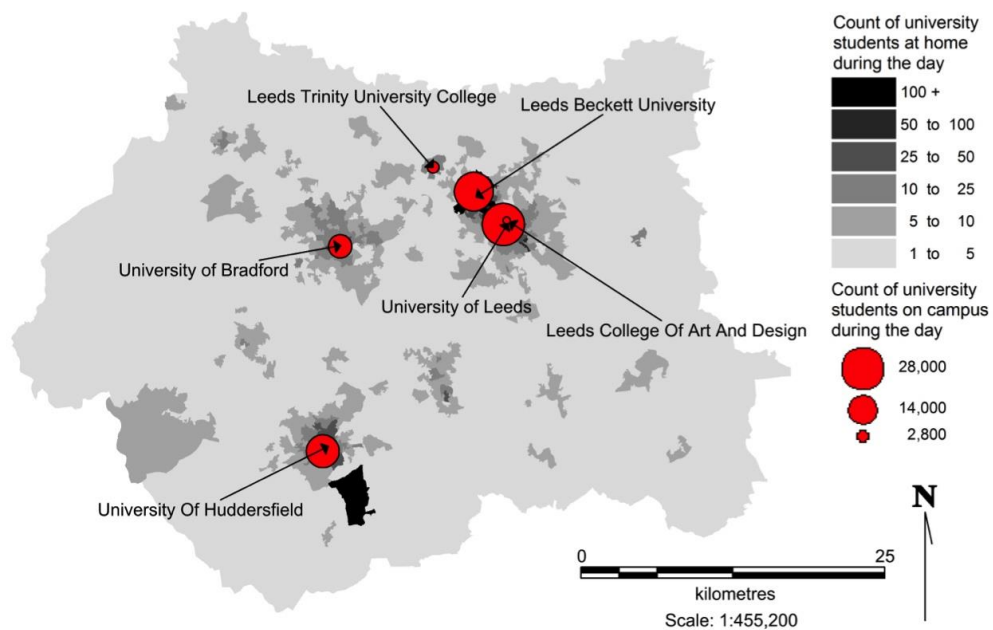 Count of university
students at home
during the day
100 +
50 to 100
25 to 50
10 to 25
5 to 10
1 to 5
Count of university
students on campus
during the day
28,000
14,000
2,800
Leeds Trinity University College
Leeds Beckett University
University of Bradford
University of Leeds
Leeds College Of Art And Design
University Of Huddersfield
N
0 25
kilometres
Scale: 1:455,200